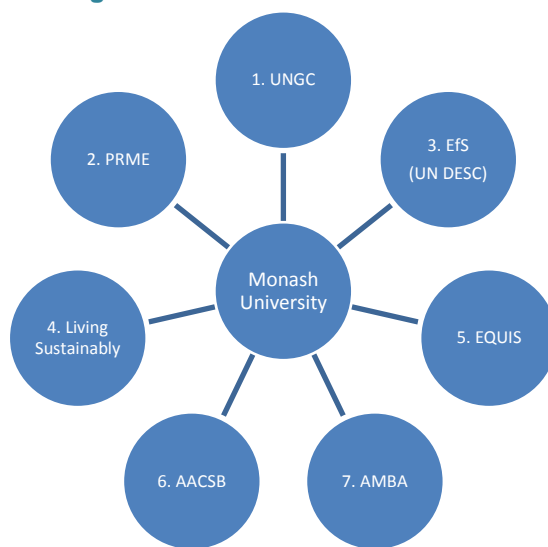 1. UNGC
2. PRME
3. EfS
(UN DESC)
Monash
University
4. Living
Sustainably
5. EQUIS
6. AACSB
7. AMBA